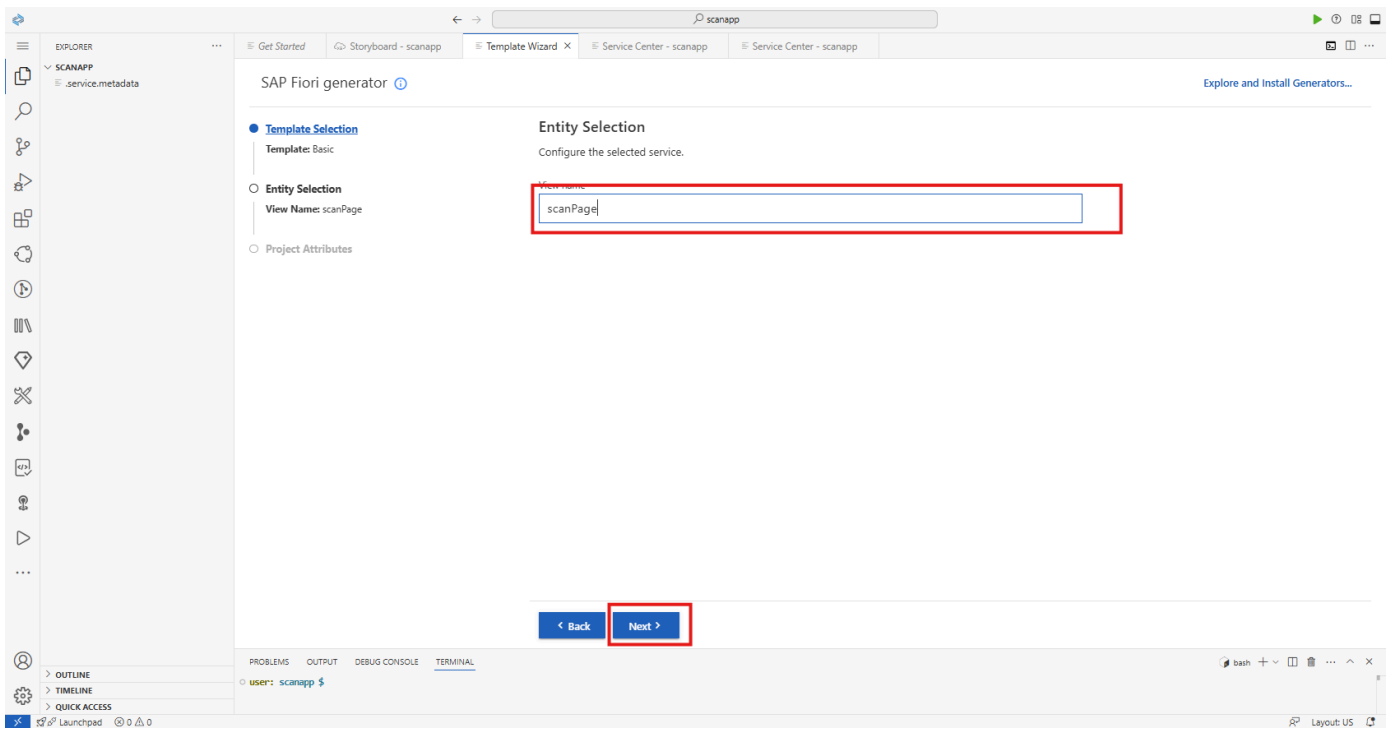 scanapp
EXPLORER
SCANAPP
.service.metadata
Get Started
Storyboard - scanapp
Template Wizard
Service Center - scanapp
Service Center - scanapp
SAP Fiori generator
Explore and Install Generators...
Template Selection
Template: Basic
Entity Selection
View Name: scanPage
Project Attributes
Entity Selection
Configure the selected service.
View name
scanPage
Back
Next
PROBLEMS OUTPUT DEBUG CONSOLE TERMINAL
bash
user: scanapp $
OUTLINE
TIMELINE
QUICK ACCESS
Launchpad 0 0
Layout: US